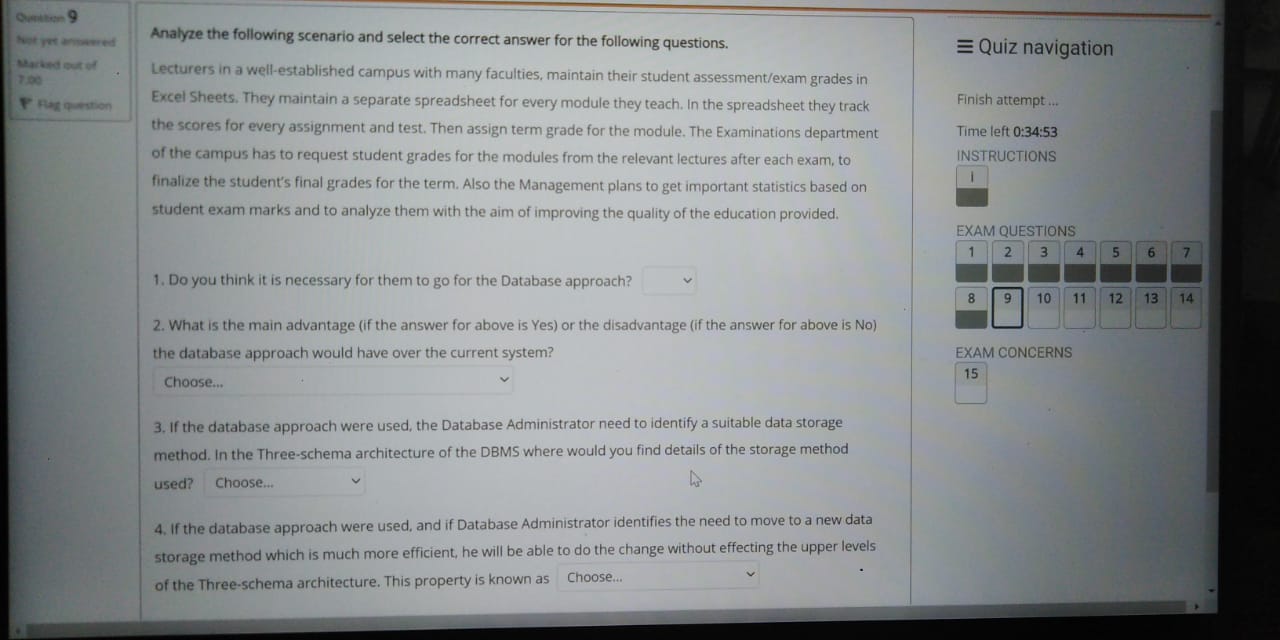 Question 9
Not yet answered
Marked out of
7.00
Flag question
Analyze the following scenario and select the correct answer for the following questions.
Lecturers in a well-established campus with many faculties, maintain their student assessment/exam grades in
Excel Sheets. They maintain a separate spreadsheet for every module they teach. In the spreadsheet they track
the scores for every assignment and test. Then assign term grade for the module. The Examinations department
of the campus has to request student grades for the modules from the relevant lectures after each exam, to
finalize the student's final grades for the term. Also the Management plans to get important statistics based on
student exam marks and to analyze them with the aim of improving the quality of the education provided.
1. Do you think it is necessary for them to go for the Database approach?
2. What is the main advantage (if the answer for above is Yes) or the disadvantage (if the answer for above is No)
the database approach would have over the current system?
Choose...
3. If the database approach were used, the Database Administrator need to identify a suitable data storage
method. In the Three-schema architecture of the DBMS where would you find details of the storage method
used? Choose...
4. If the database approach were used, and if Database Administrator identifies the need to move to a new data
storage method which is much more efficient, he will be able to do the change without effecting the upper levels
of the Three-schema architecture. This property is known as Choose...
Quiz navigation
Finish attempt ...
Time left 0:34:53
INSTRUCTIONS
i
EXAM QUESTIONS
1 2 3 4 5 6 7
8 9 10 11 12 13 14
EXAM CONCERNS
15